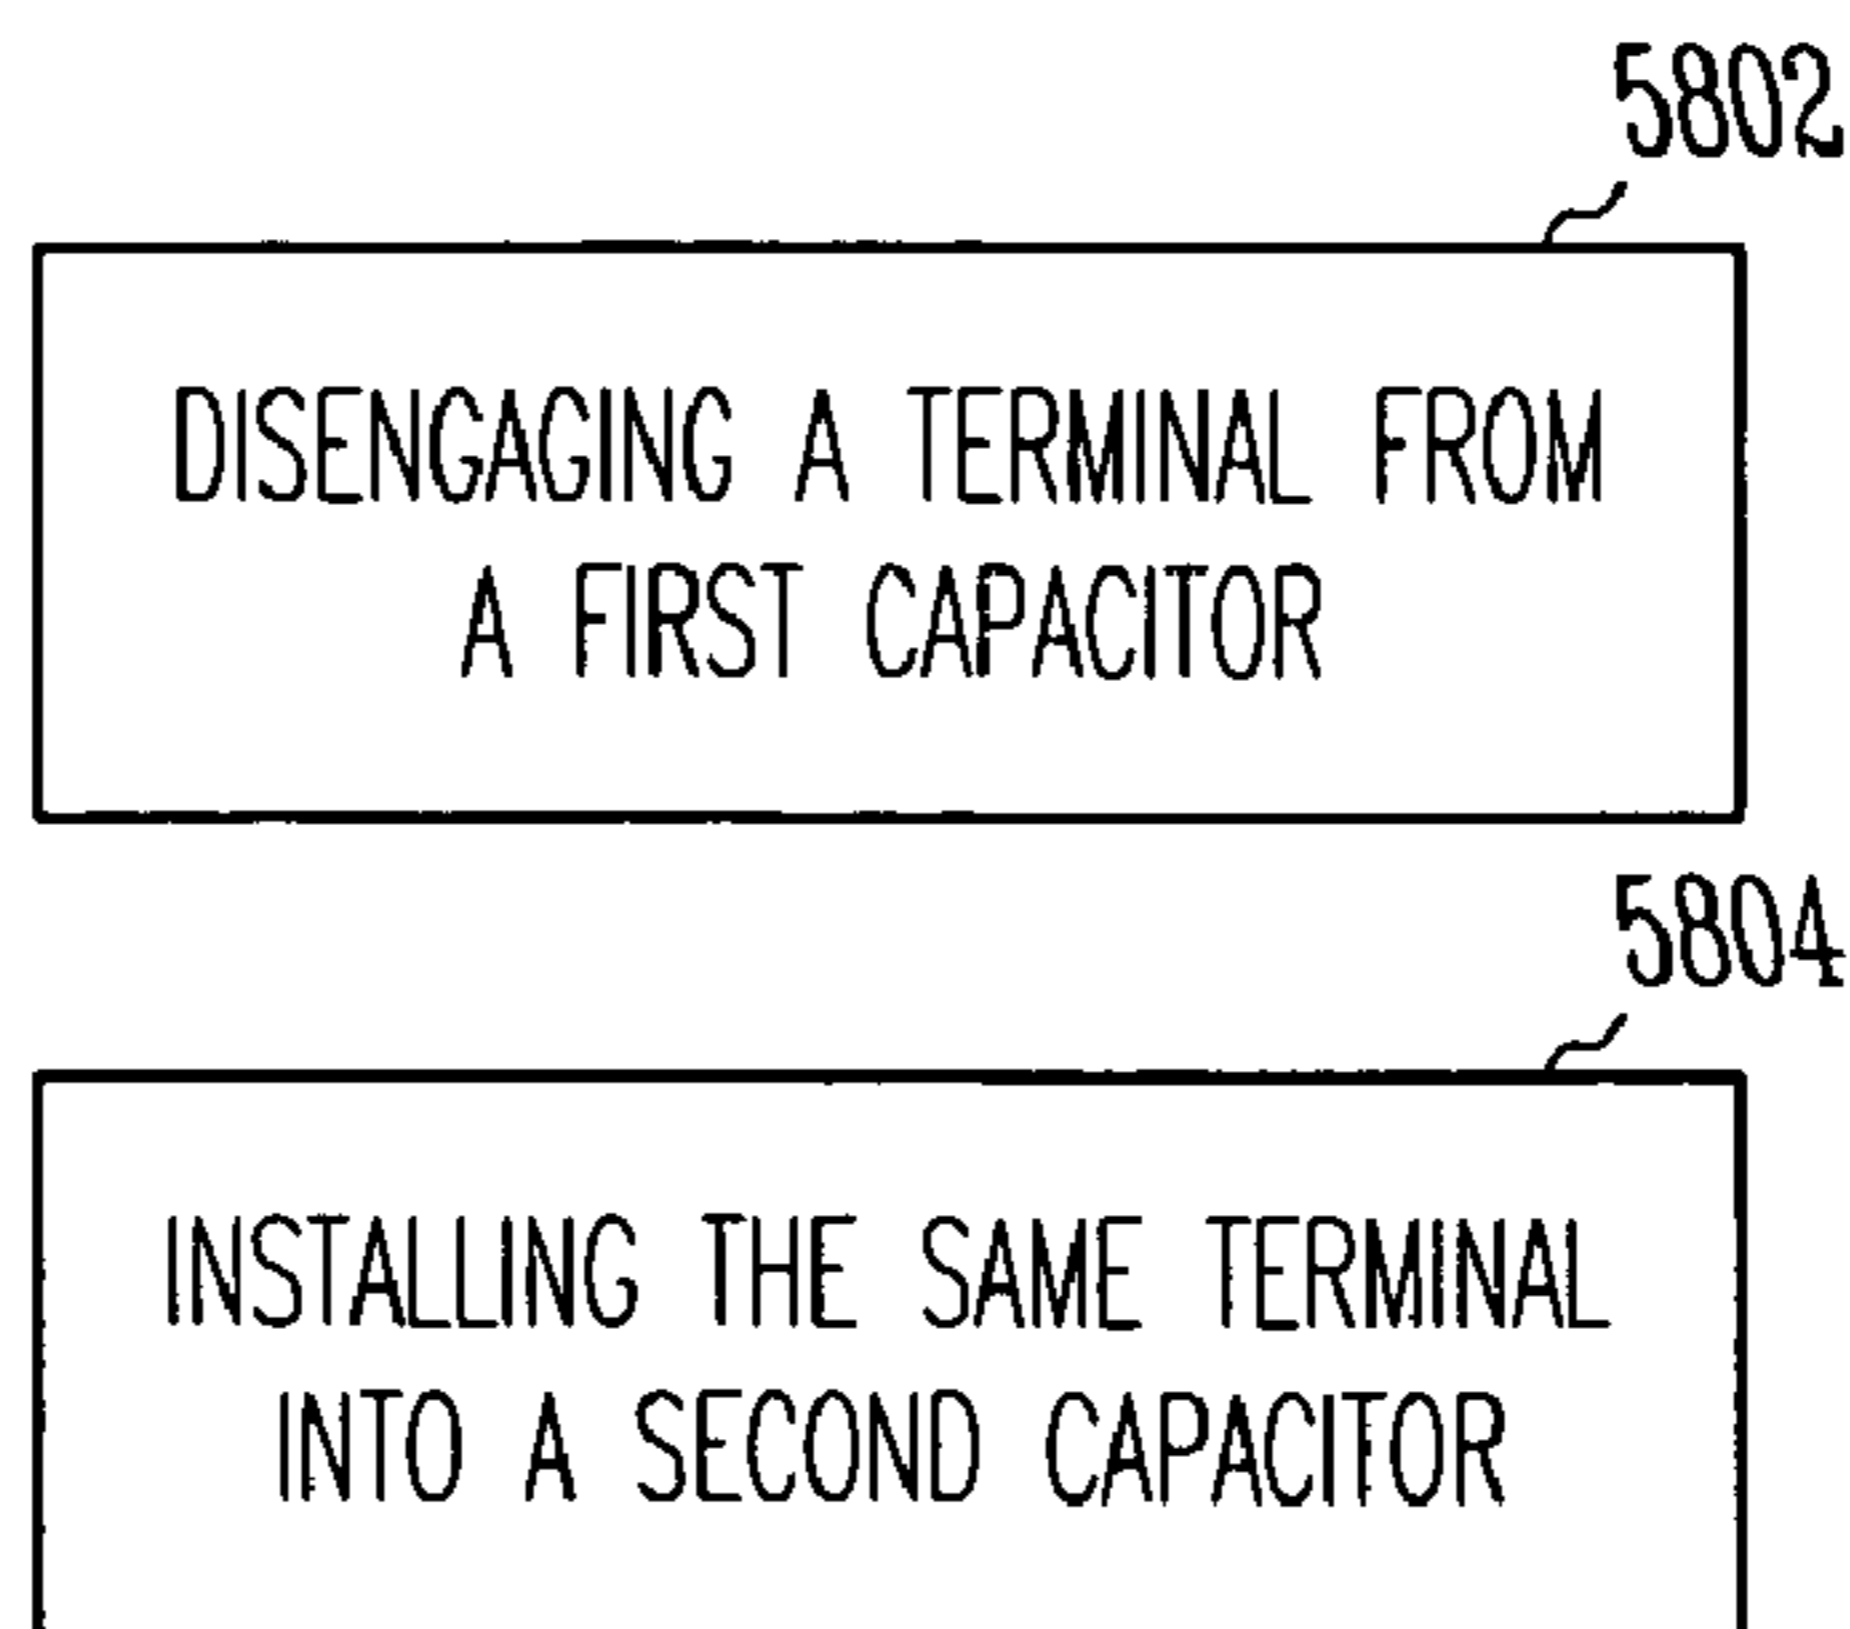 5802
DISENGAGING A TERMINAL FROM
A FIRST CAPACITOR
5804
INSTALLING THE SAME TERMINAL
INTO A SECOND CAPACITOR